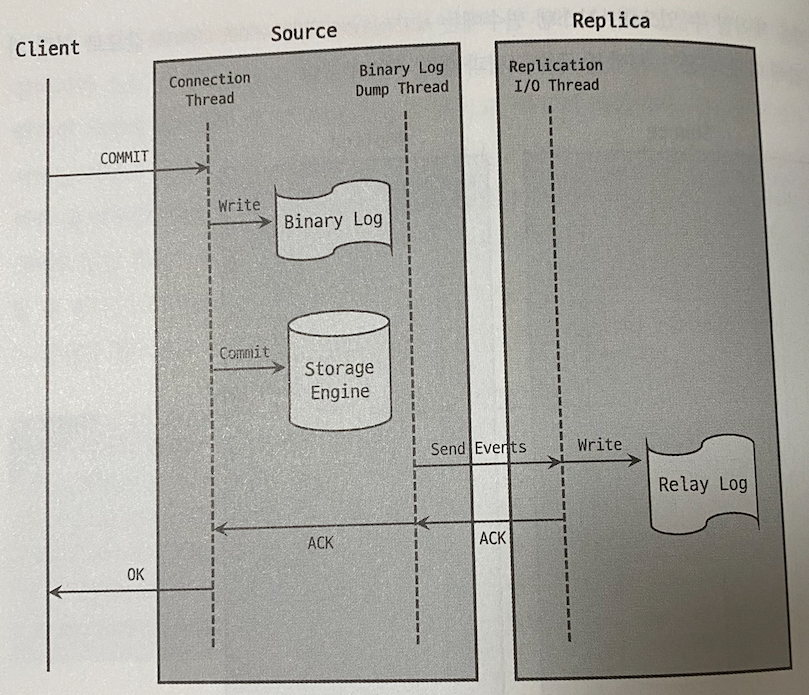 Client
Source
Replica
Connection
Thread
Binary Log
Dump Thread
Replication
I/O Thread
COMMIT
Write
Binary Log
Commit
Storage
Engine
Send Events
Write
Relay Log
ACK
ACK
OK